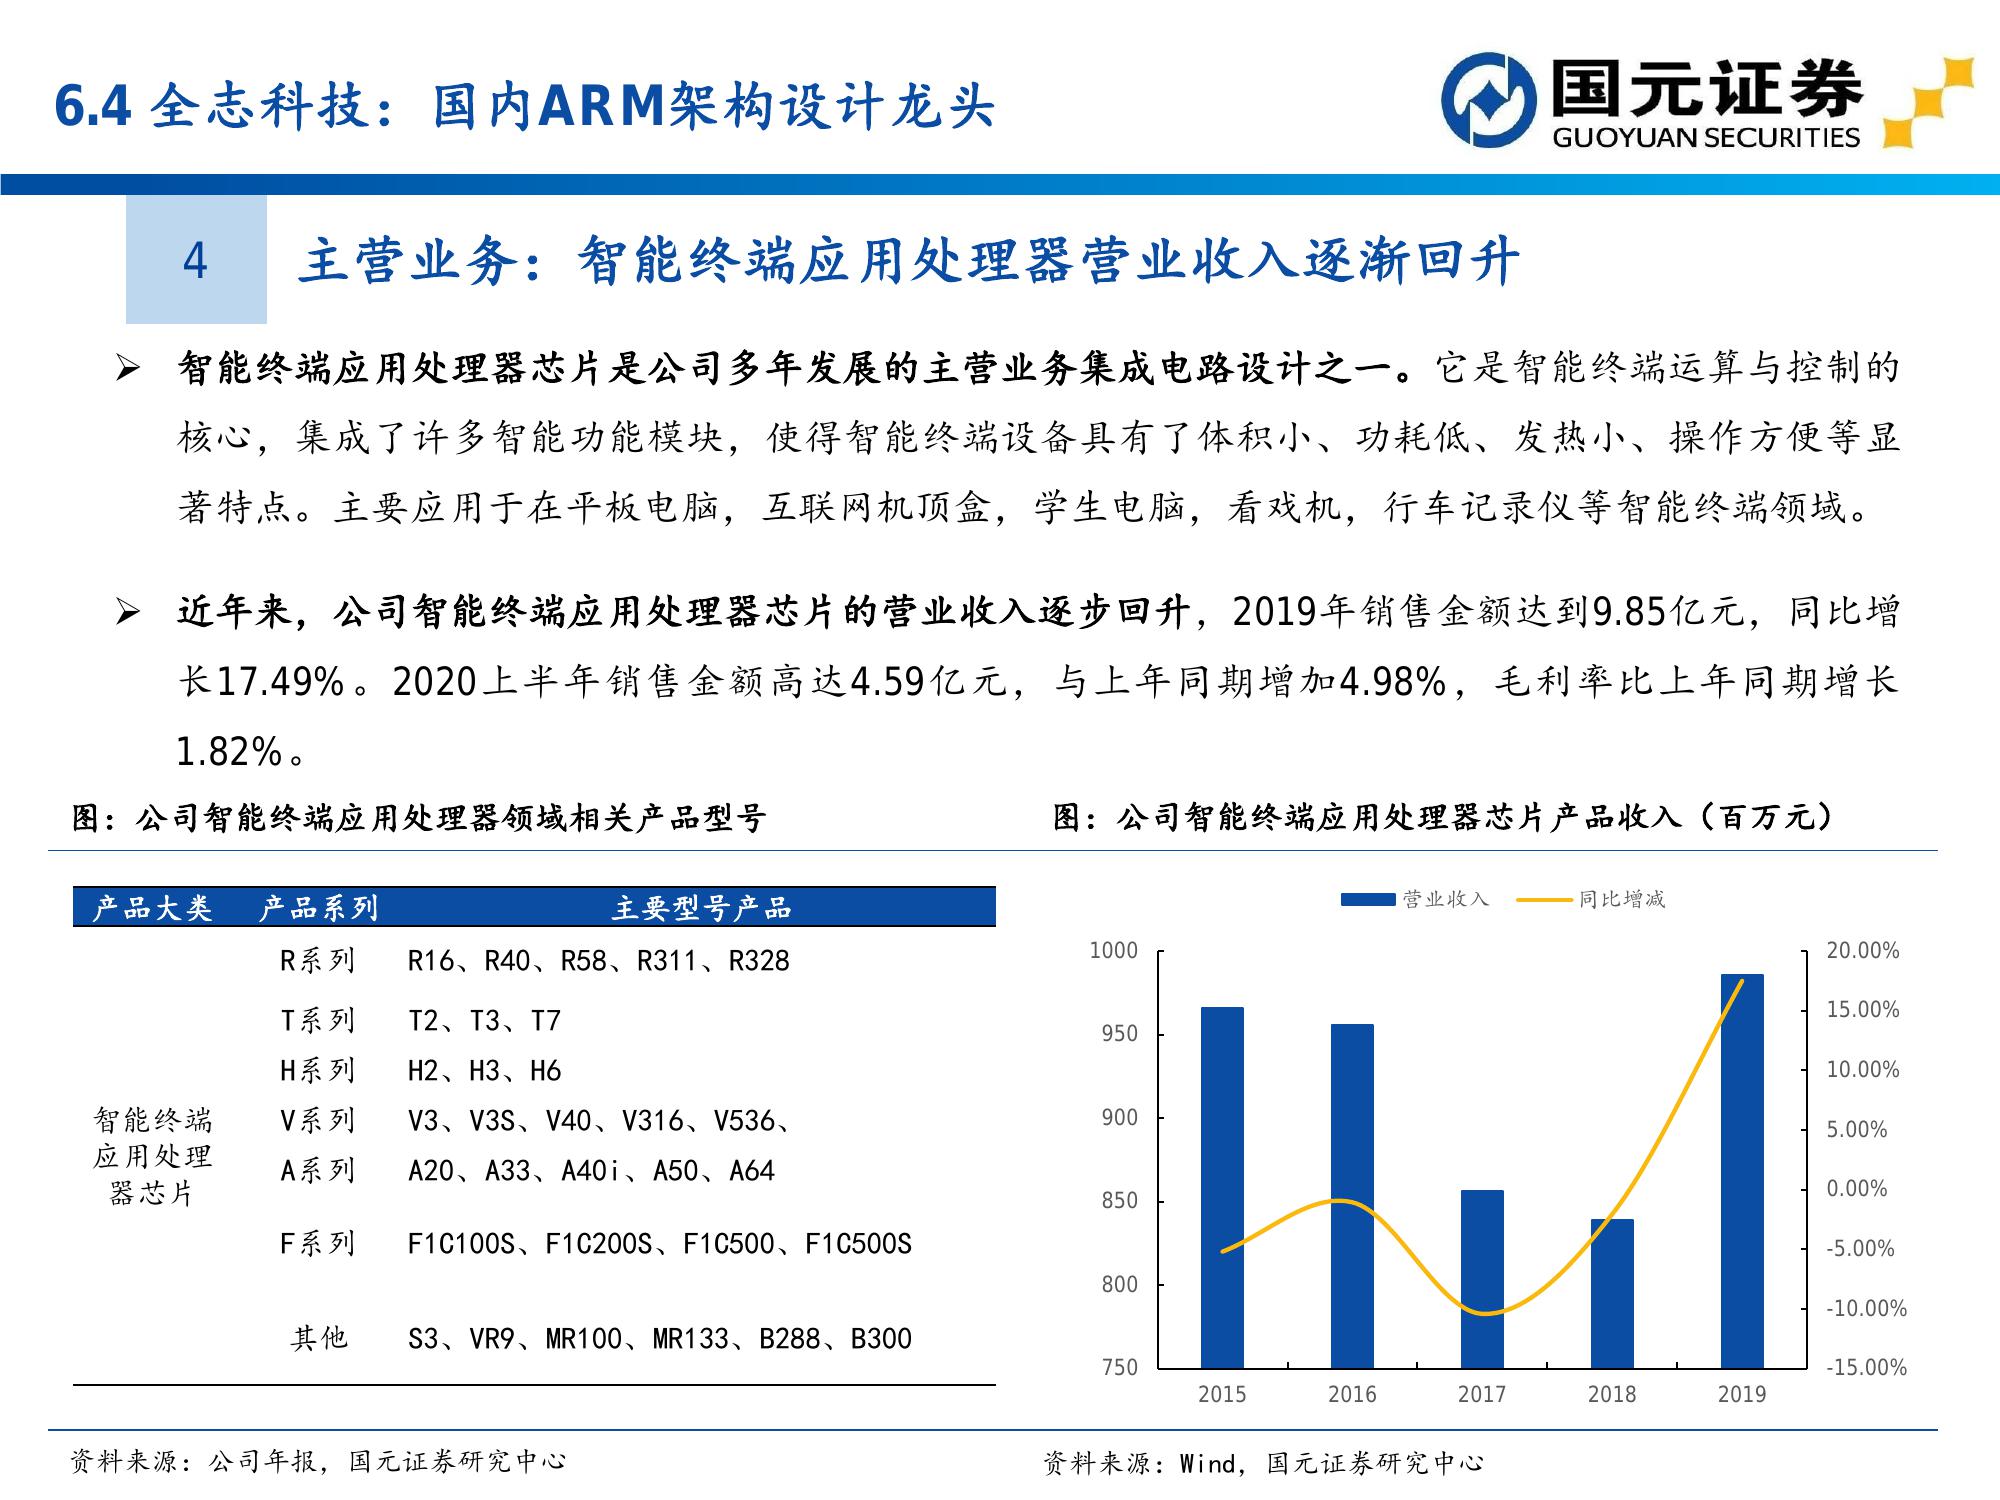 6.4 全志科技：国内ARM架构设计龙头
国元证券
GUOYUAN SECURITIES
4
主营业务：智能终端应用处理器营业收入逐渐回升
智能终端应用处理器芯片是公司多年发展的主营业务集成电路设计之一。它是智能终端运算与控制的
核心，集成了许多智能功能模块，使得智能终端设备具有了体积小、功耗低、发热小、操作方便等显
著特点。主要应用于在平板电脑，互联网机顶盒，学生电脑，看戏机，行车记录仪等智能终端领域。
近年来，公司智能终端应用处理器芯片的营业收入逐步回升，2019年销售金额达到9.85亿元，同比增
长17.49%。2020上半年销售金额高达4.59亿元，与上年同期增加4.98%，毛利率比上年同期增长
1.82%。
图：公司智能终端应用处理器领域相关产品型号
产品大类 产品系列 主要型号产品
R系列 R16、R40、R58、R311、R328
T系列 T2、T3、T7
H系列 H2、H3、H6
智能终端
应用处理
器芯片
V系列 V3、V3S、V40、V316、V536、
A系列 A20、A33、A40i、A50、A64
F系列 F1C100S、F1C200S、F1C500、F1C500S
其他 S3、VR9、MR100、MR133、B288、B300
资料来源：公司年报，国元证券研究中心
图：公司智能终端应用处理器芯片产品收入（百万元）
营业收入 同比增减
1000
950
900
850
800
750
20.00%
15.00%
10.00%
5.00%
0.00%
-5.00%
-10.00%
-15.00%
2015 2016 2017 2018 2019
资料来源：Wind，国元证券研究中心